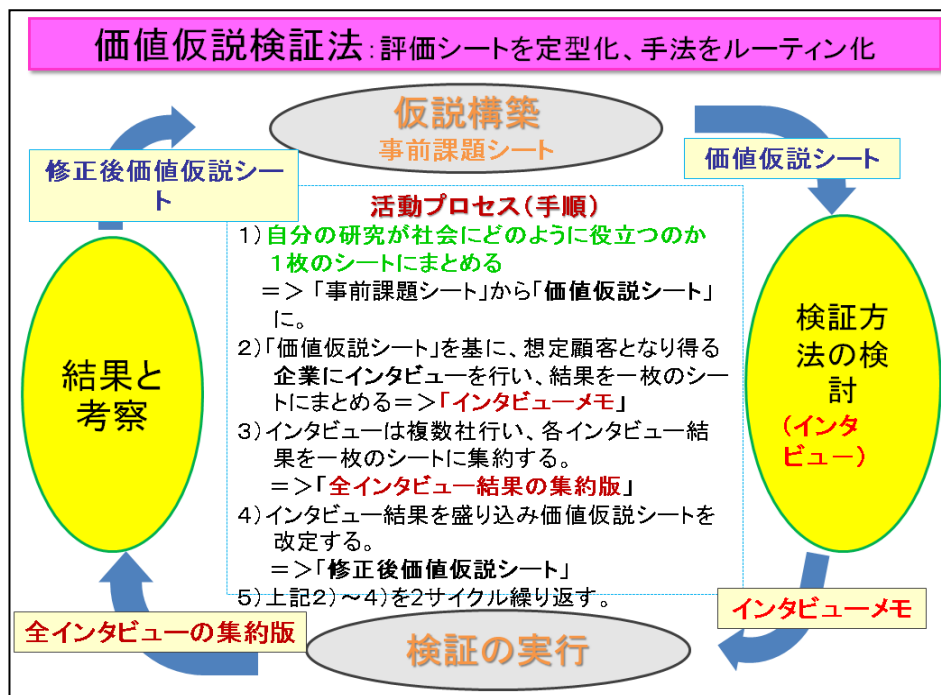 価値仮説検証法：評価シートを定型化、手法をルーティン化
仮説構築
事前課題シート
価値仮説シート
修正後価値仮説シー
ト
活動プロセス（手順）
1）自分の研究が社会にどのように役立つのか
1枚のシートにまとめる
＝＞「事前課題シート」から「価値仮説シート」
に。
2）「価値仮説シート」を基に、想定顧客となり得る
企業にインタビューを行い、結果を一枚のシー
トにまとめる＝＞「インタビューメモ」
3）インタビューは複数社行い、各インタビュー結
果を一枚のシートに集約する。
＝＞「全インタビュー結果の集約版」
4）インタビュー結果を盛り込み価値仮説シートを
改定する。
＝＞「修正後価値仮説シート」
5）上記2）～4）を2サイクル繰り返す。
検証方
法の検
討
（インタ
ビュー）
結果と
考察
インタビューメモ
全インタビューの集約版
検証の実行